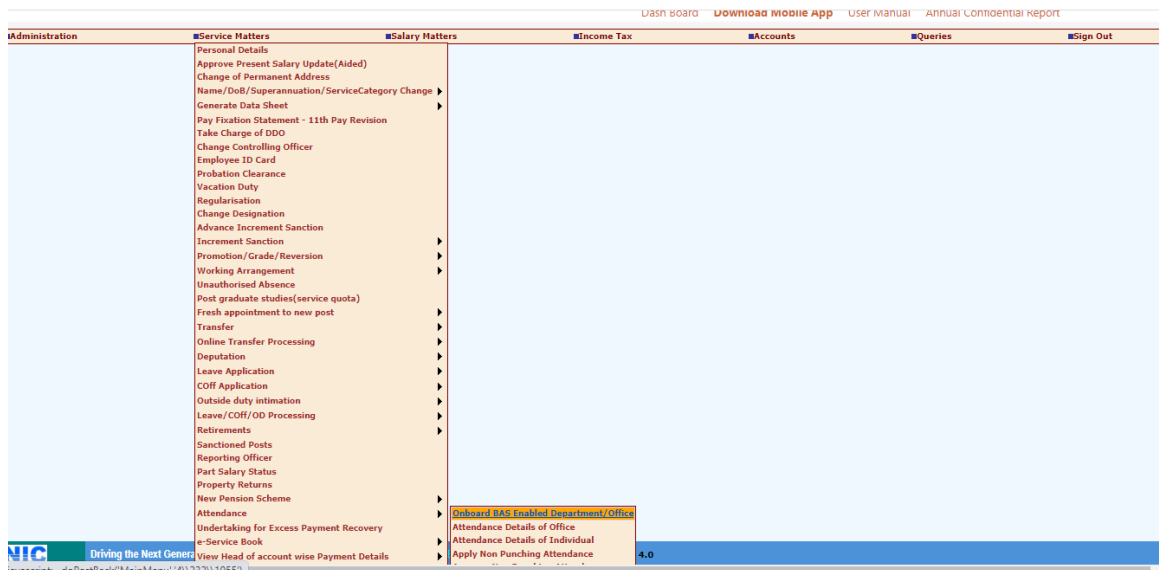 Dash Board Download Mobile App User Manual Annual Confidential Report
Administration Service Matters Salary Matters Income Tax Accounts Queries Sign Out
Personal Details
Approve Present Salary Update(Aided)
Change of Permanent Address
Name/DoB/Superannuation/ServiceCategory Change
Generate Data Sheet
Pay Fixation Statement - 11th Pay Revision
Take Charge of DDO
Change Controlling Officer
Employee ID Card
Probation Clearance
Vacation Duty
Regularisation
Change Designation
Advance Increment Sanction
Increment Sanction
Promotion/Grade/Reversion
Working Arrangement
Unauthorised Absence
Post graduate studies(service quota)
Fresh appointment to new post
Transfer
Online Transfer Processing
Deputation
Leave Application
COff Application
Outside duty intimation
Leave/COff/OD Processing
Retirements
Sanctioned Posts
Reporting Officer
Part Salary Status
Property Returns
New Pension Scheme
Attendance Onboard BAS Enabled Department/Office
Undertaking for Excess Payment Recovery Attendance Details of Office
e-Service Book Attendance Details of Individual
NIC Driving the Next Genera View Head of account wise Payment Details Apply Non Punching Attendance 4.0